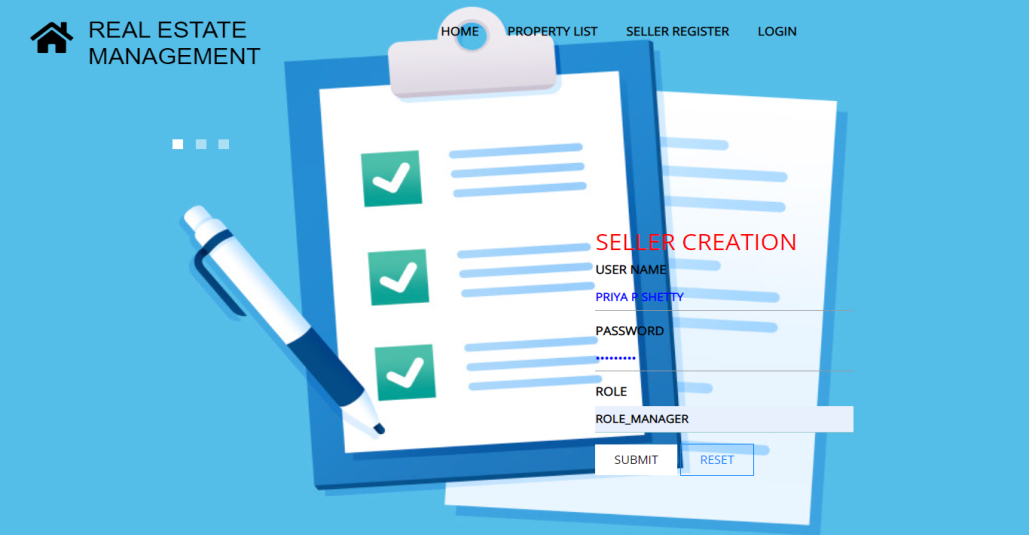 REAL ESTATE
MANAGEMENT
HOME PROPERTY LIST SELLER REGISTER LOGIN
SELLER CREATION
USER NAME
PRIYA P SHETTY
PASSWORD
•••••••••
ROLE
ROLE_MANAGER
SUBMIT RESET